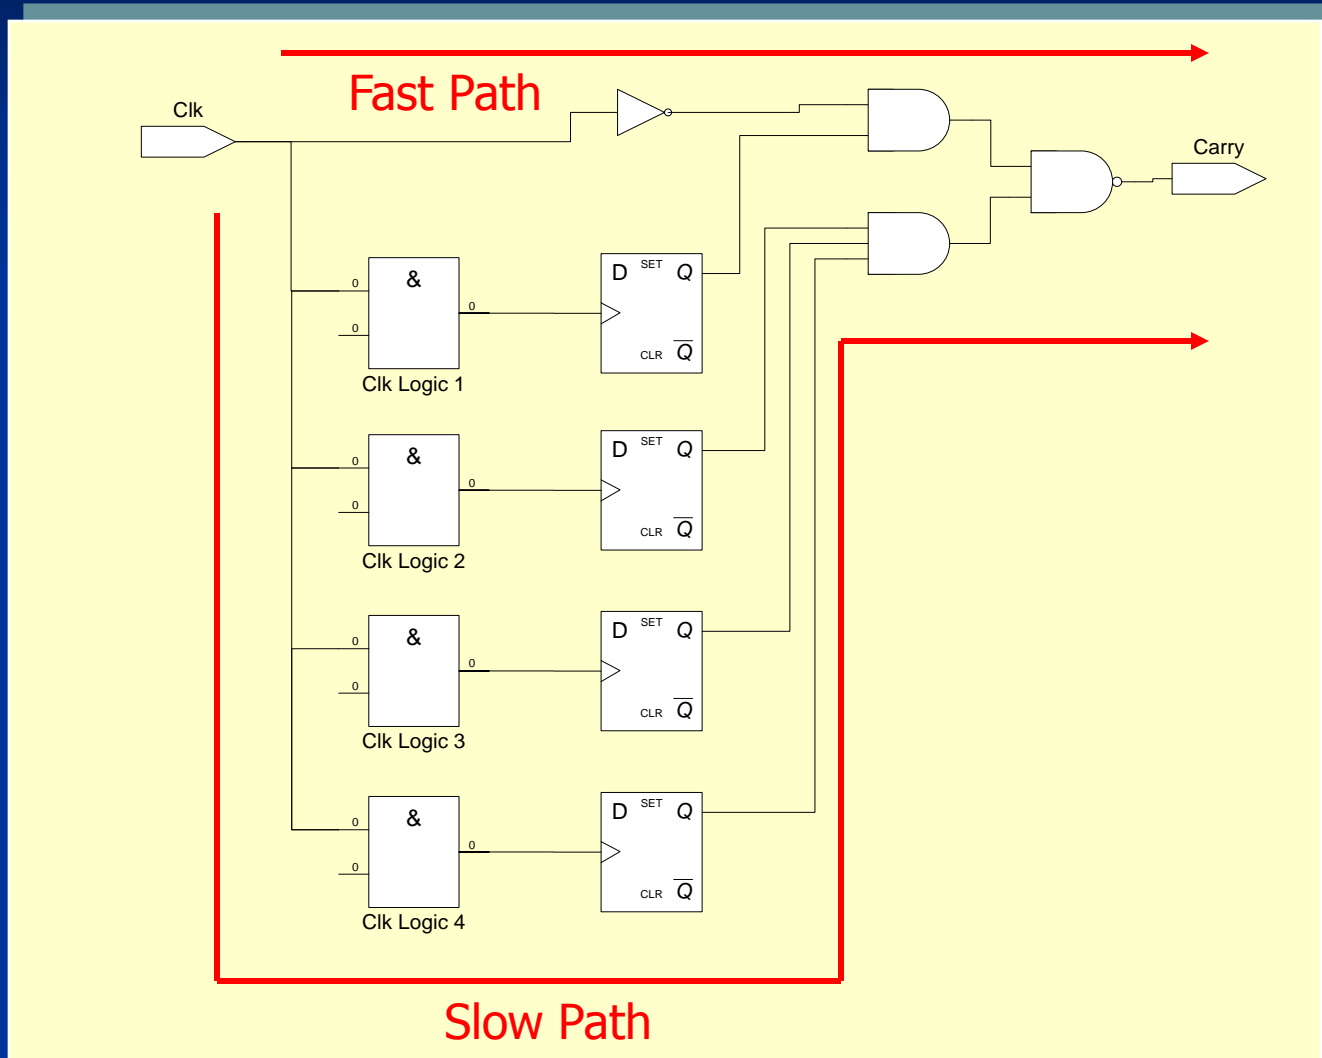 Fast Path
Clk
Carry
0
&
0
0
Clk Logic 1
D SET Q
CLR Q
0
&
0
0
Clk Logic 2
D SET Q
CLR Q
0
&
0
0
Clk Logic 3
D SET Q
CLR Q
0
&
0
0
Clk Logic 4
D SET Q
CLR Q
Slow Path